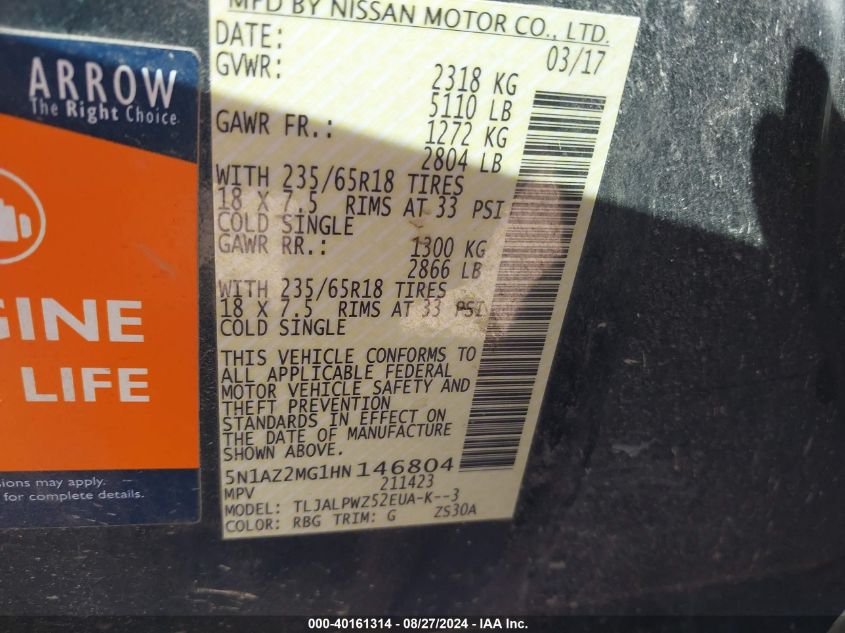 MFD BY NISSAN MOTOR CO., LTD.
DATE: 03/17
GVWR: 2318 KG
5110 LB
GAWR FR.: 1272 KG
2804 LB
WITH 235/65R18 TIRES
18 X 7.5 RIMS AT 33 PSI
COLD SINGLE
GAWR RR.: 1300 KG
2866 LB
WITH 235/65R18 TIRES
18 X 7.5 RIMS AT 33 PSI
COLD SINGLE
THIS VEHICLE CONFORMS TO
ALL APPLICABLE FEDERAL
MOTOR VEHICLE SAFETY AND
THEFT PREVENTION
STANDARDS IN EFFECT ON
THE DATE OF MANUFACTURE
SHOWN ABOVE.
5N1AZ2MG1HN 146804
MPV 211423
MODEL: TLJALPWZ52EUA-K--3
COLOR: RBG TRIM: G ZS30A
ARROW
The Right Choice
GINE
LIFE
sions may apply.
for complete details.
000-40161314 - 08/27/2024 - IAA Inc.